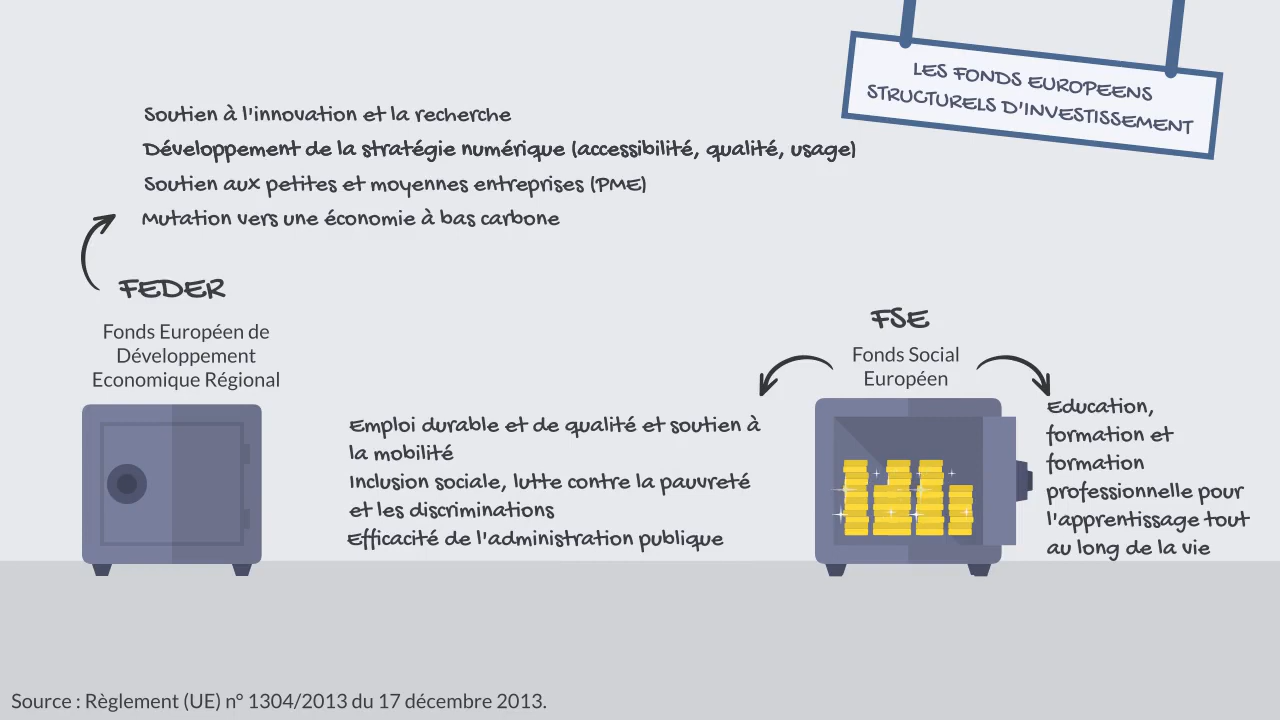 LES FONDS EUROPEENS
STRUCTURELS D'INVESTISSEMENT
Soutien à l'innovation et la recherche
Développement de la stratégie numérique (accessibilité, qualité, usage)
Soutien aux petites et moyennes entreprises (PME)
Mutation vers une économie à bas carbone
FEDER
Fonds Européen de
Développement
Economique Régional
FSE
Fonds Social
Européen
Emploi durable et de qualité et soutien à
la mobilité
Inclusion sociale, lutte contre la pauvreté
et les discriminations
Efficacité de l'administration publique
Education,
formation et
formation
professionnelle pour
l'apprentissage tout
au long de la vie
Source : Règlement (UE) n° 1304/2013 du 17 décembre 2013.